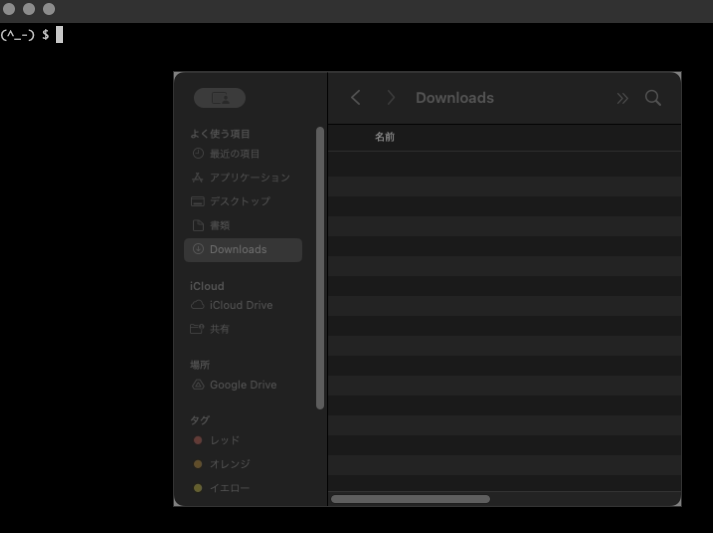 (^_-) $
Downloads
よく使う項目
名前
最近の項目
アプリケーション
デスクトップ
書類
Downloads
iCloud
iCloud Drive
共有
場所
Google Drive
タグ
レッド
オレンジ
イエロー